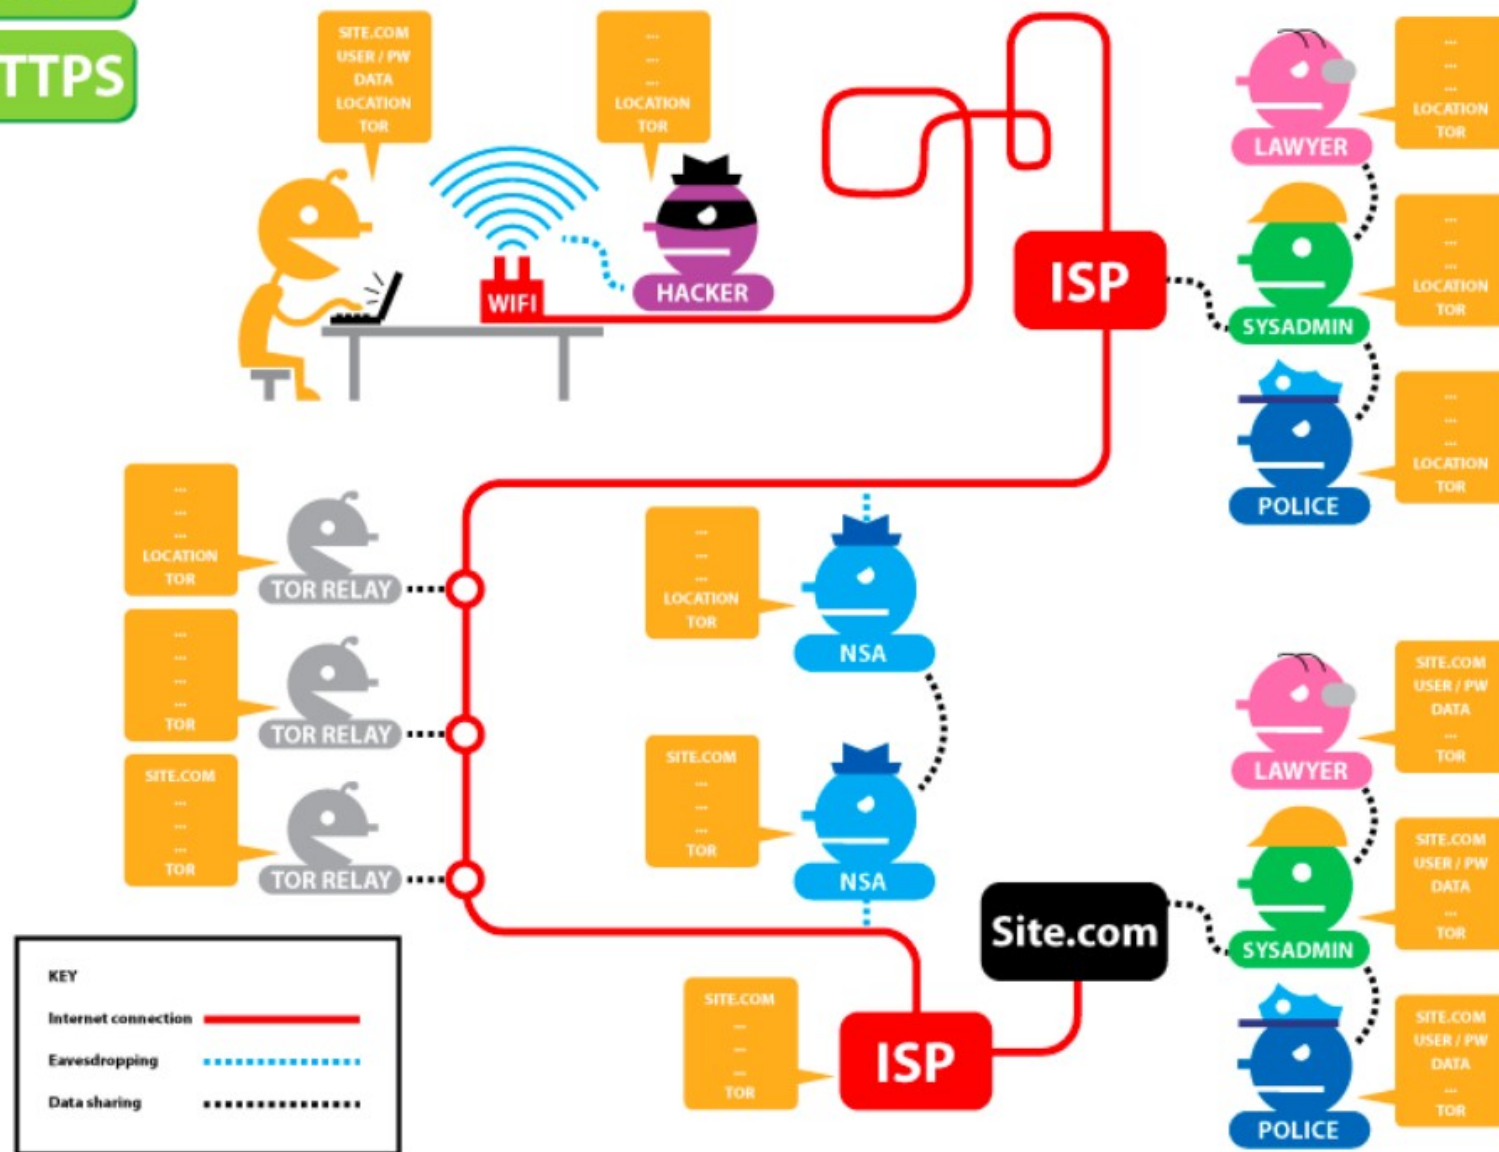 TTPS
SITE.COM
USER / PW
DATA
LOCATION
TOR
...
...
...
LOCATION
TOR
WIFI
HACKER
ISP
...
...
...
LOCATION
TOR
LAWYER
...
...
...
LOCATION
TOR
SYSADMIN
...
...
...
LOCATION
TOR
POLICE
...
...
...
LOCATION
TOR
TOR RELAY
...
...
...
...
TOR
TOR RELAY
SITE.COM
...
...
...
TOR
TOR RELAY
...
...
...
LOCATION
TOR
NSA
SITE.COM
...
...
...
TOR
NSA
SITE.COM
...
...
...
TOR
ISP
Site.com
SITE.COM
USER / PW
DATA
...
TOR
LAWYER
SITE.COM
USER / PW
DATA
...
TOR
SYSADMIN
SITE.COM
USER / PW
DATA
...
TOR
POLICE
KEY
Internet connection
Eavesdropping
Data sharing